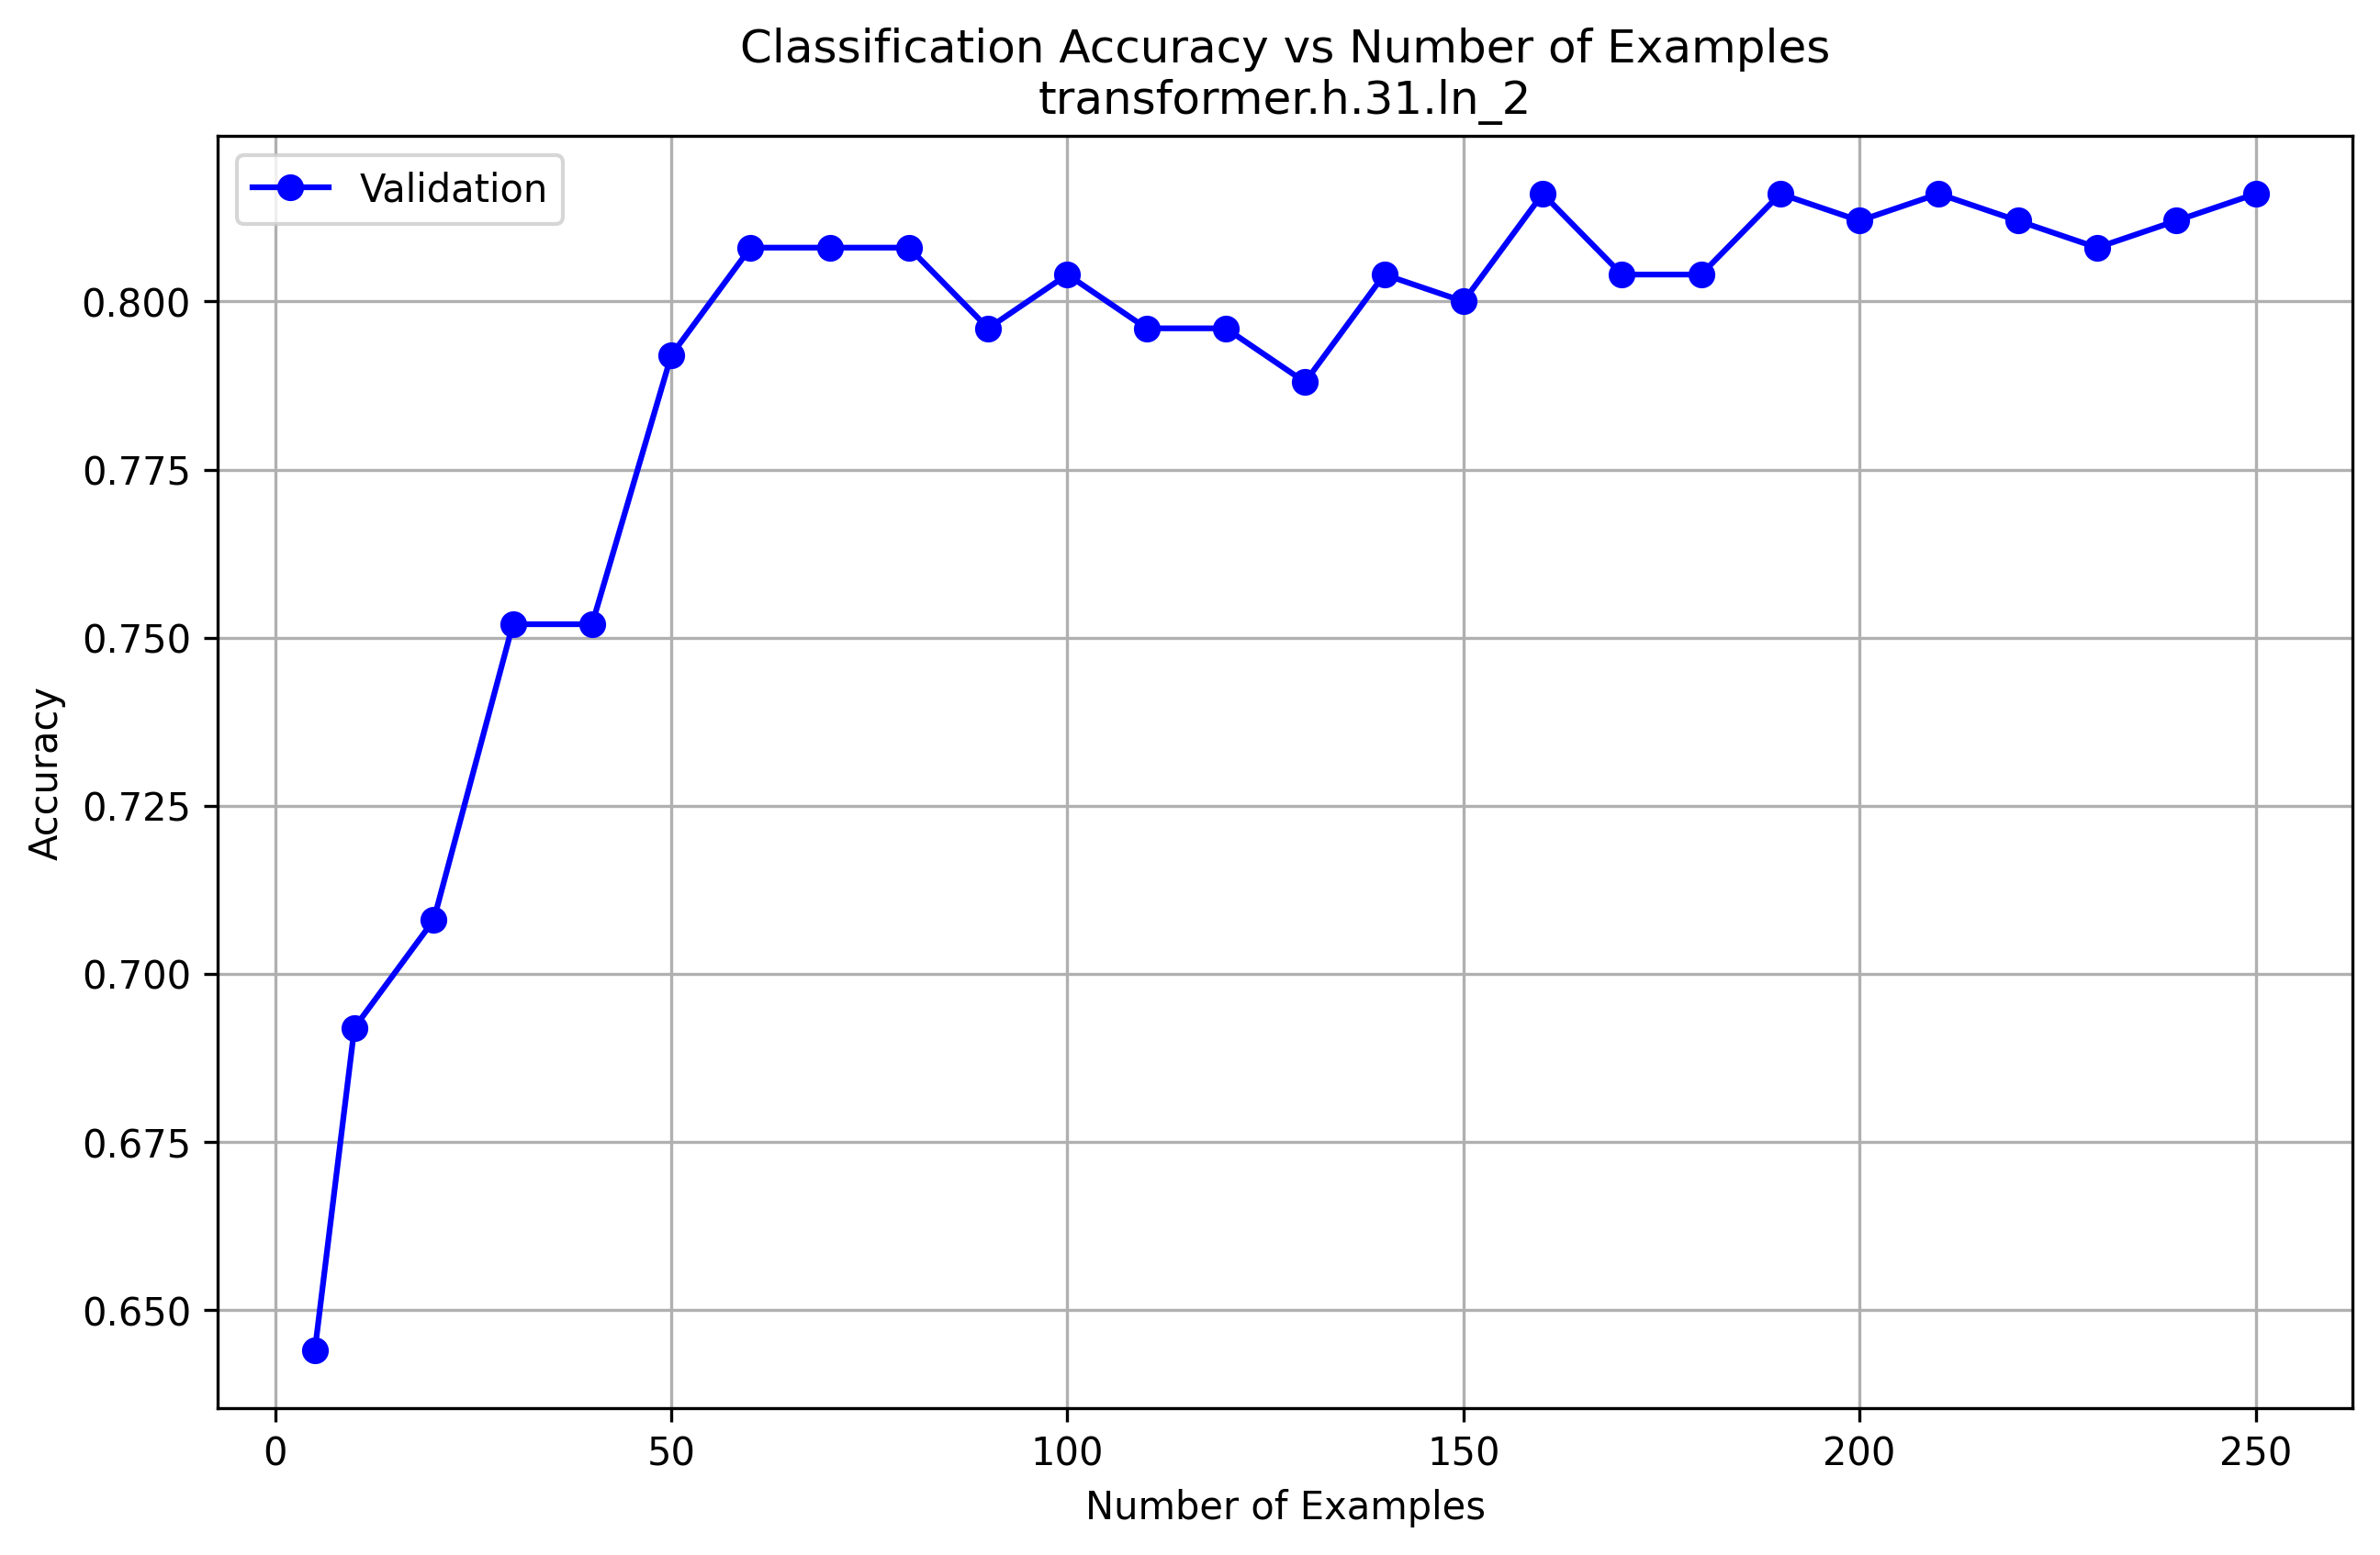 Classification Accuracy vs Number of Examples
transformer.h.31.ln_2
Validation
Accuracy
0.800
0.775
0.750
0.725
0.700
0.675
0.650
0 50 100 150 200 250
Number of Examples